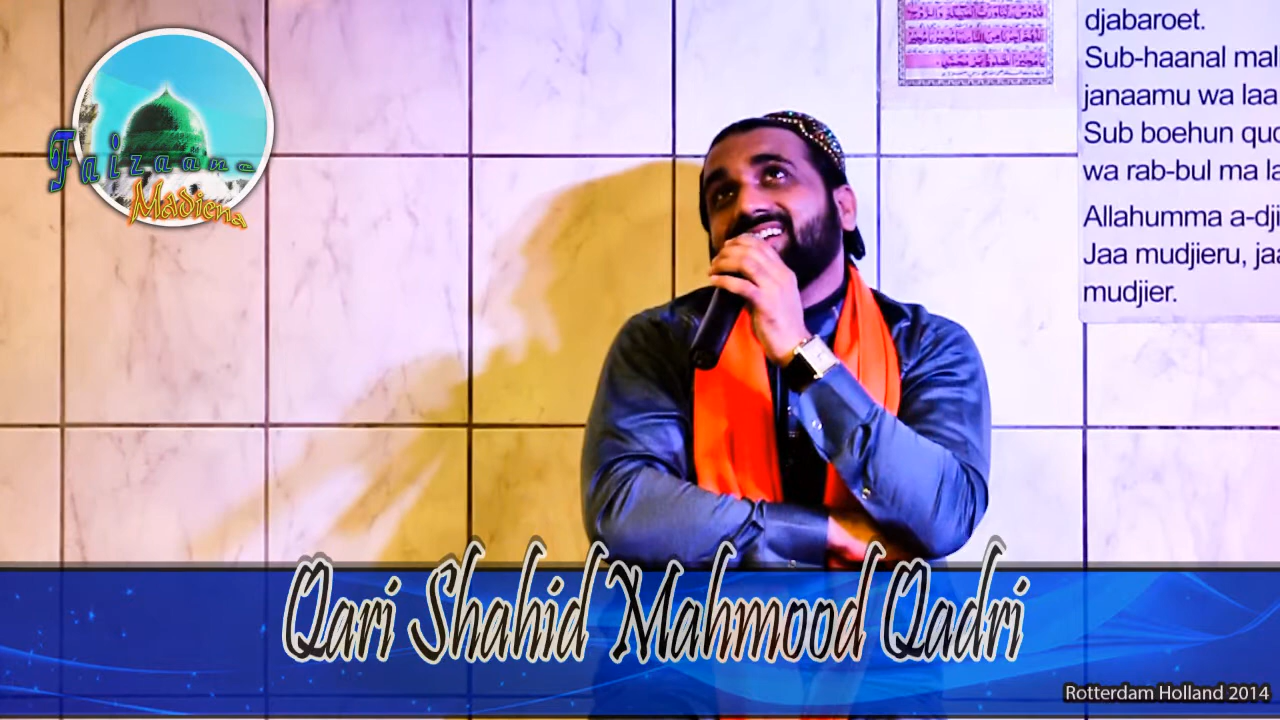 djabaroet.
Sub-haanal mal
janaamu wa laa
Sub boehun quo
wa rab-bul ma la
Allahumma a-dji
Jaa mudjieru, jaa
mudjier.
Faizaane
Madiena
Qari Shahid Mahmood Qadri
Rotterdam Holland 2014